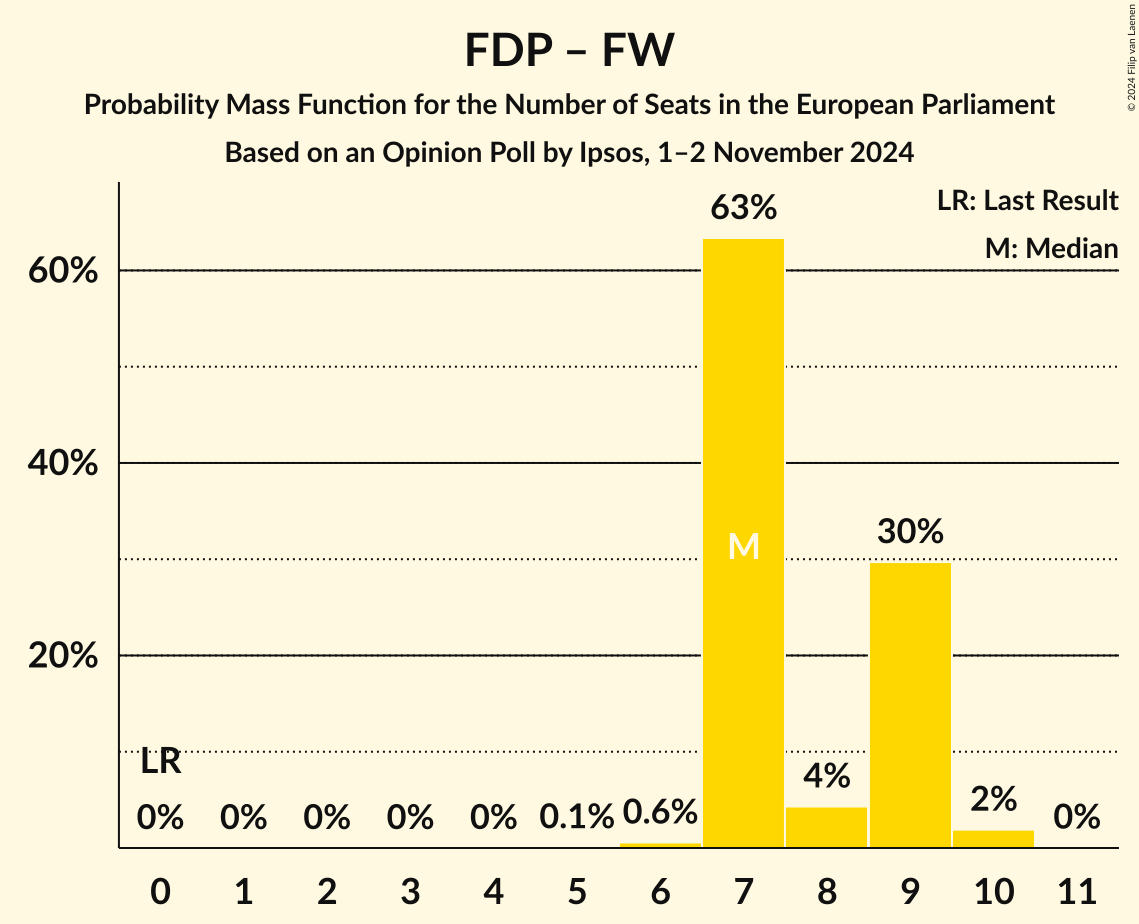 FDP – FW
Probability Mass Function for the Number of Seats in the European Parliament
Based on an Opinion Poll by Ipsos, 1–2 November 2024
© 2024 Filip van Laenen
LR: Last Result
M: Median
63%
60%
40%
30%
M
20%
LR
4%
2%
0% 0% 0% 0% 0% 0.1% 0.6% 0%
0 1 2 3 4 5 6 7 8 9 10 11